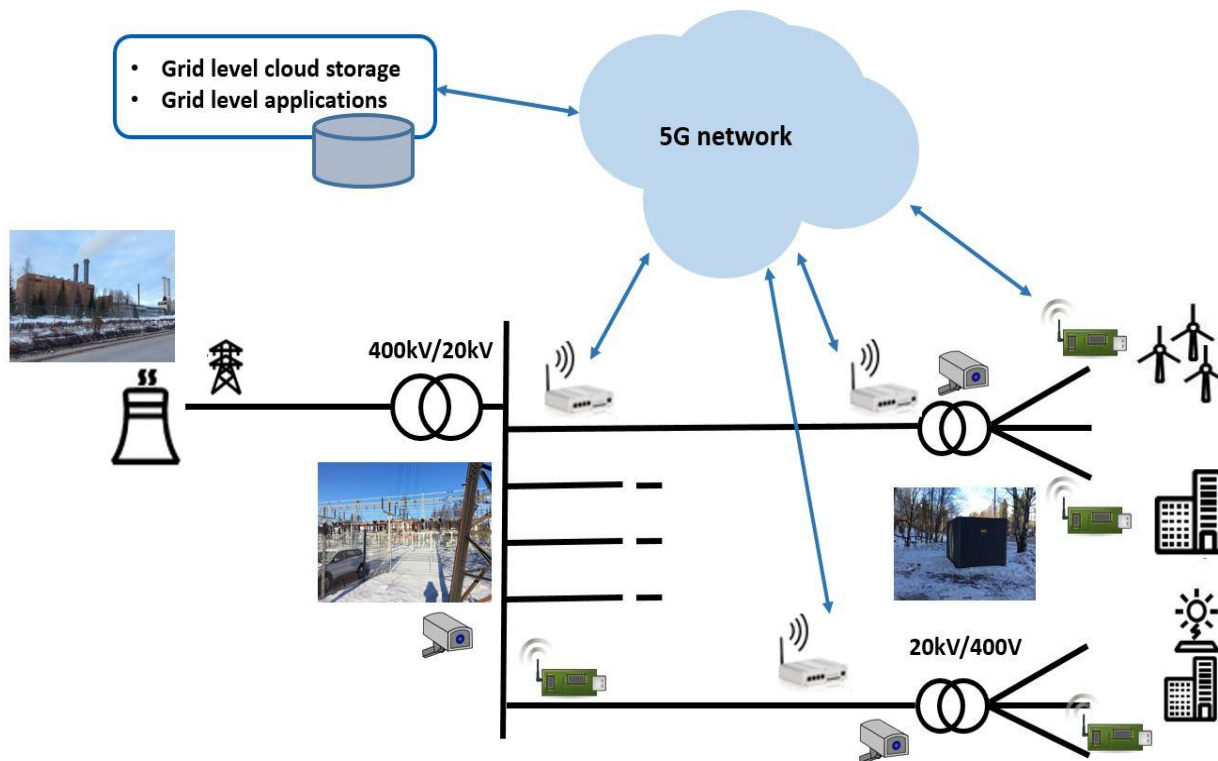 • Grid level cloud storage
• Grid level applications
5G network
400kV/20kV
20kV/400V